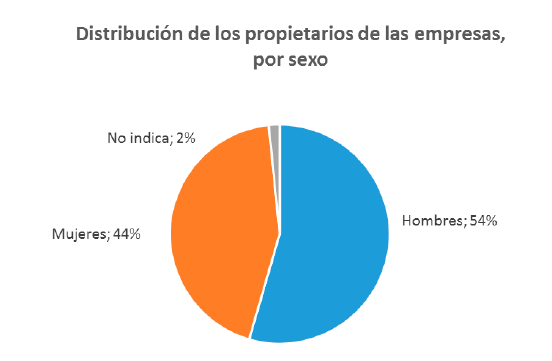 Distribución de los propietarios de las empresas,
por sexo
No indica; 2%
Hombres; 54%
Mujeres; 44%